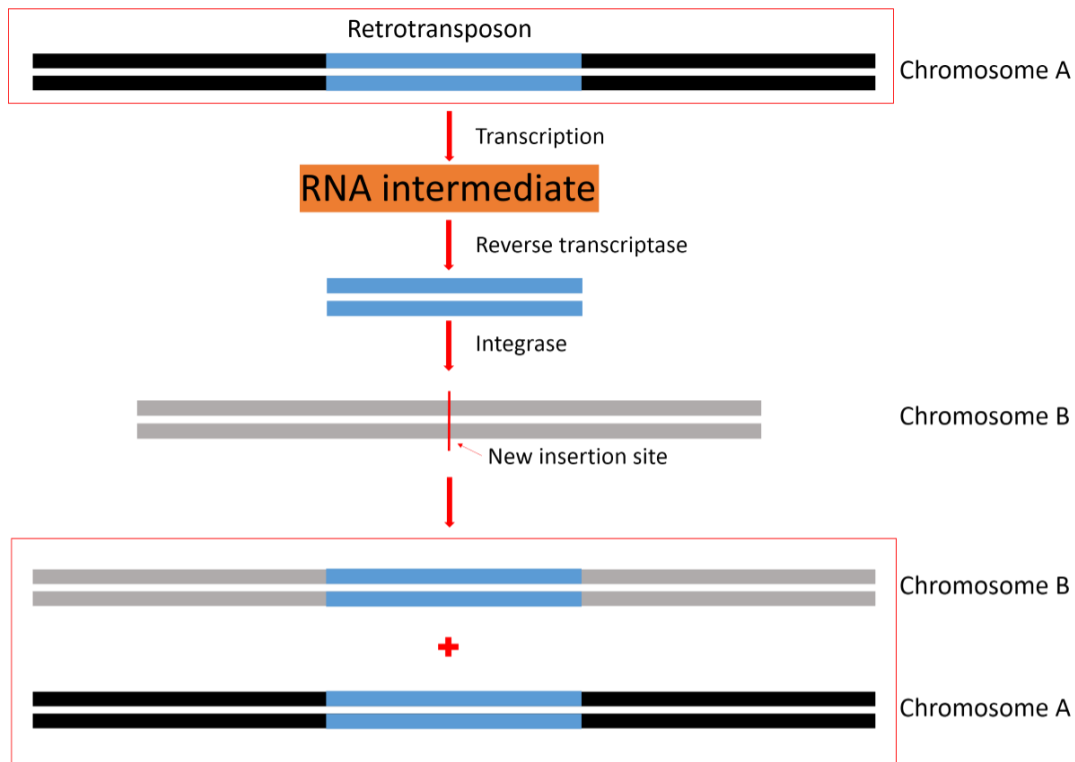 Retrotransposon
Chromosome A
Transcription
RNA intermediate
Reverse transcriptase
Integrase
Chromosome B
New insertion site
Chromosome B
Chromosome A